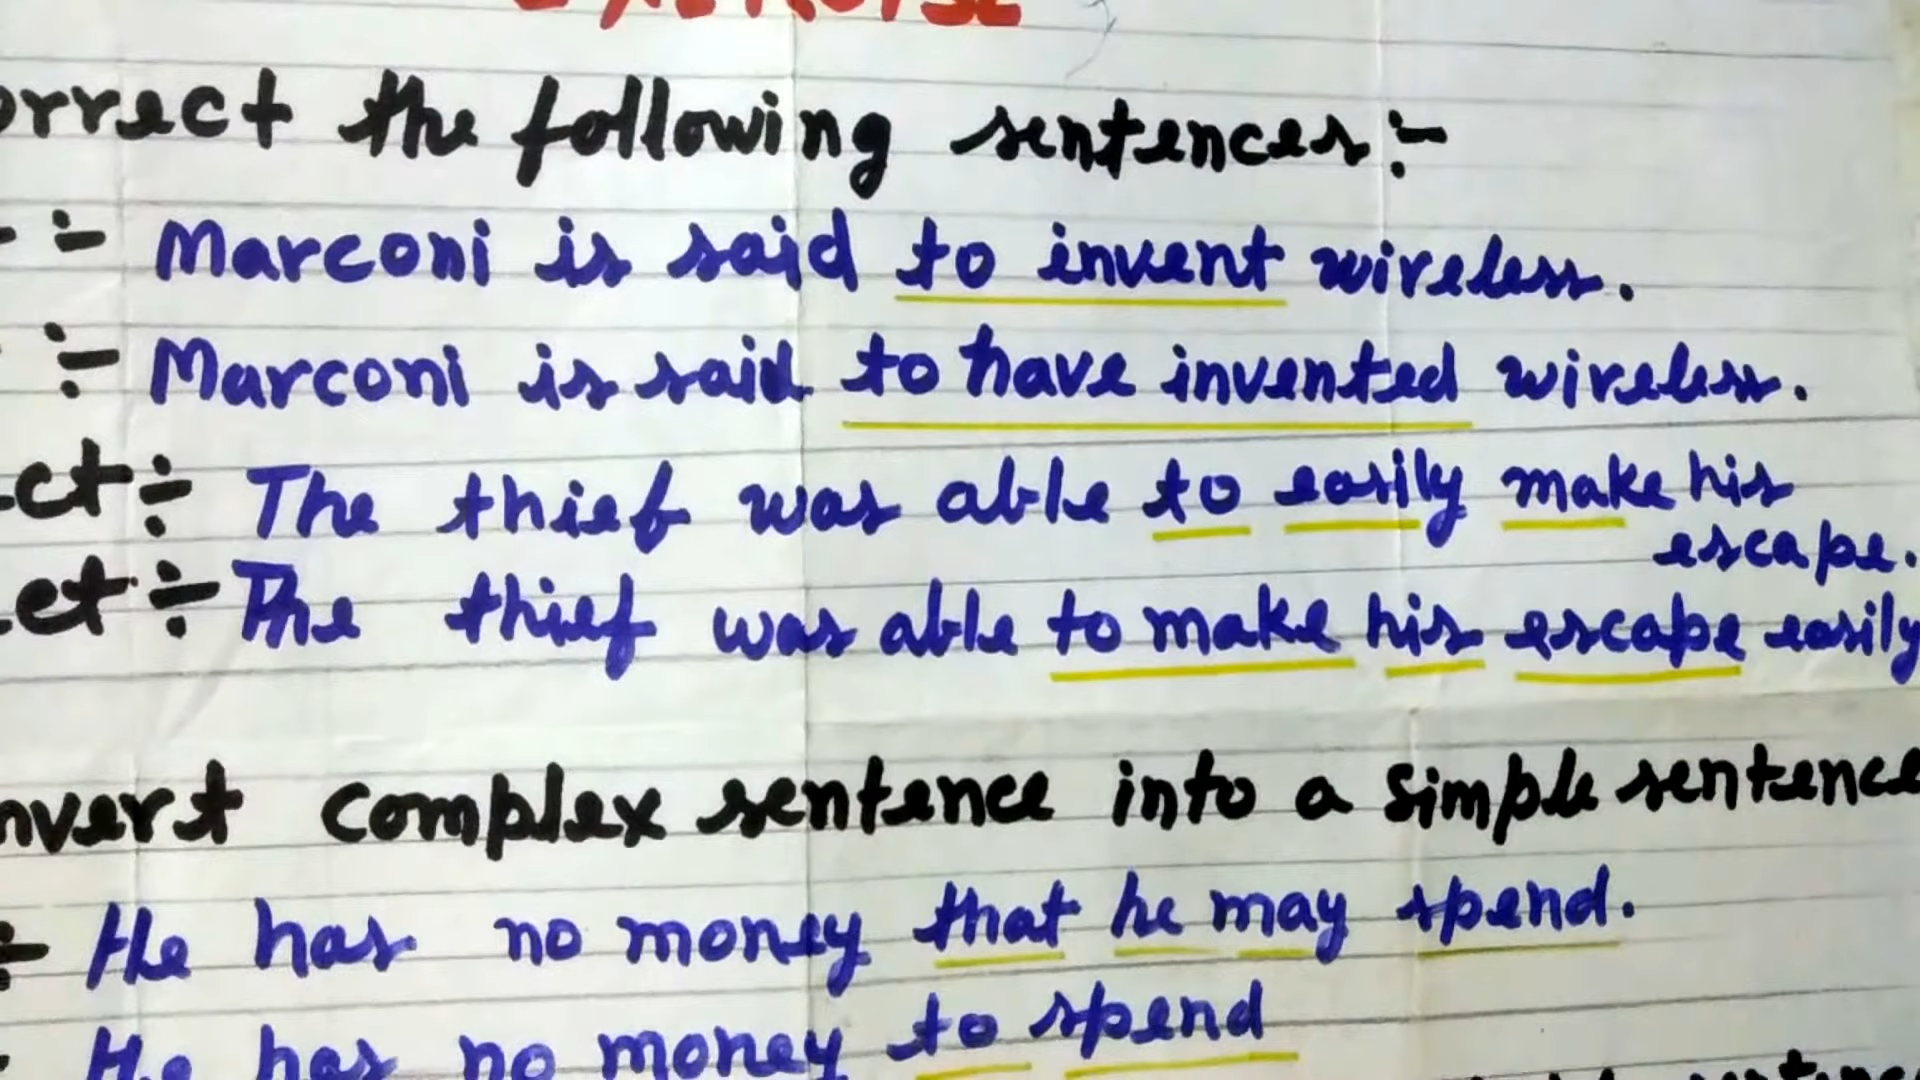 EXERCISE
orrect the following sentences:-
:- Marconi is said to invent wireless.
:- Marconi is said to have invented wireless.
ct:- The thief was able to easily make his
escape.
ct:- The thief was able to make his escape easily
nvert complex sentence into a simple sentence
:- He has no money that he may spend.
He has no money to spend